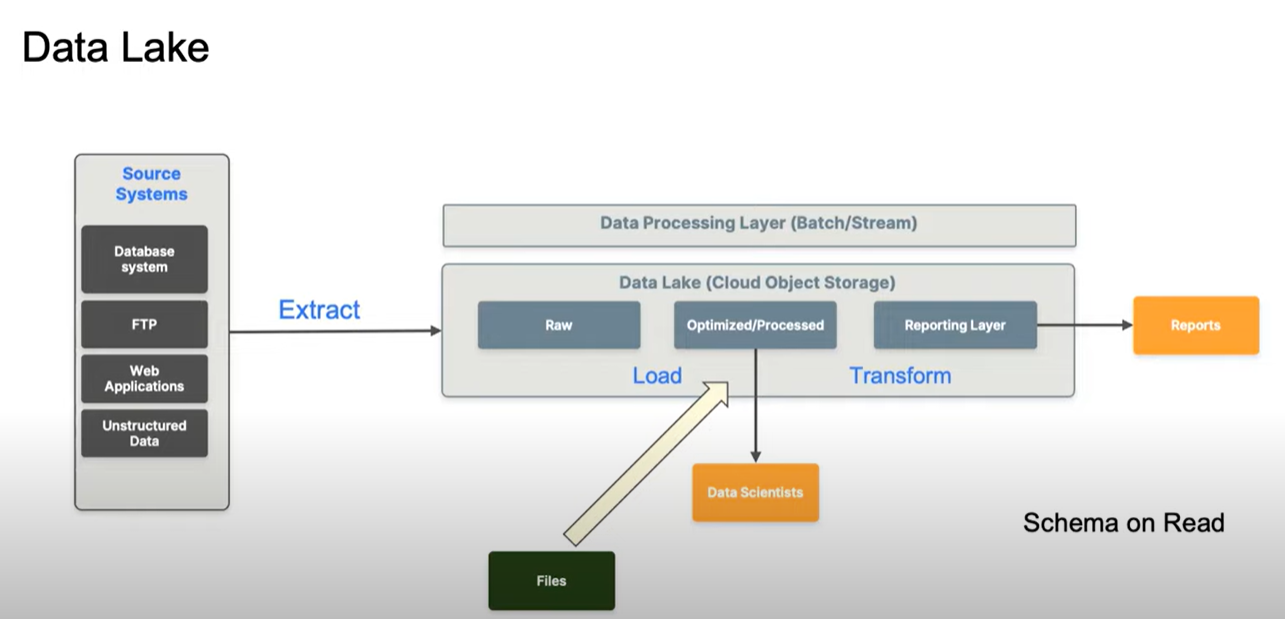 Data Lake
Source
Systems
Database
system
FTP
Web
Applications
Unstructured
Data
Extract
Data Processing Layer (Batch/Stream)
Data Lake (Cloud Object Storage)
Raw
Optimized/Processed
Reporting Layer
Load
Transform
Reports
Data Scientists
Files
Schema on Read